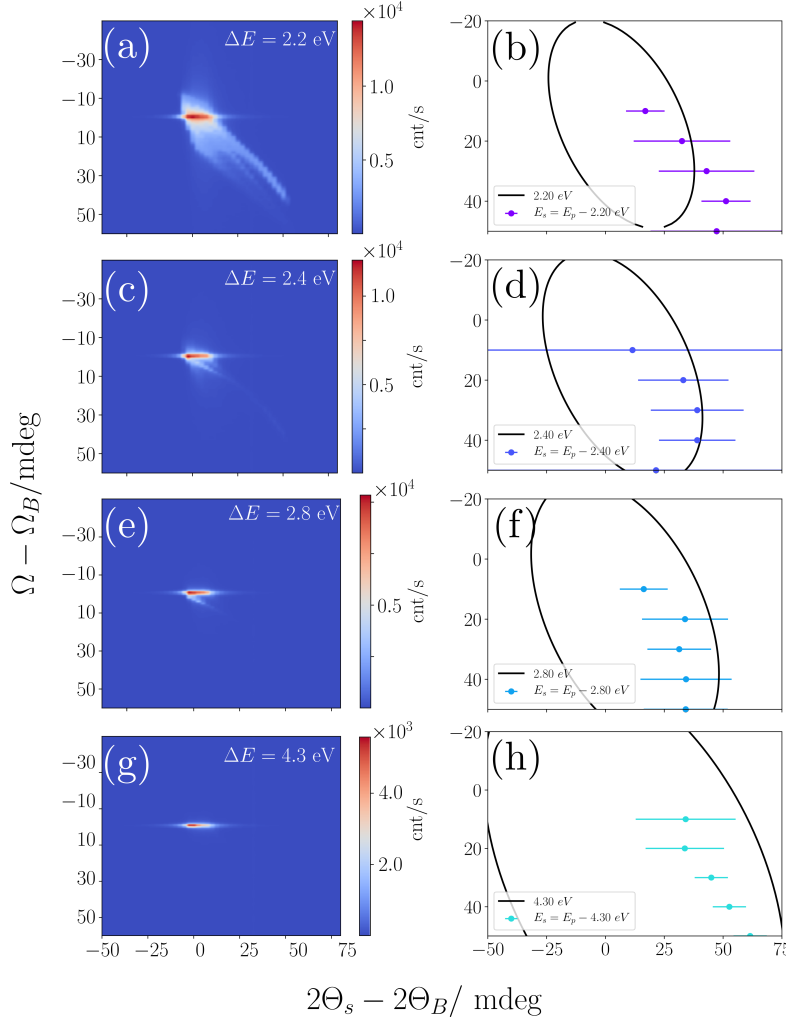 ×10⁴
(a)
ΔE = 2.2 eV
−30
−10
10
30
50
1.0
0.5
cnt/s
(b)
−20
0
20
40
2.20 eV
E_s = E_p − 2.20 eV
×10⁴
(c)
ΔE = 2.4 eV
−30
−10
10
30
50
1.0
0.5
cnt/s
(d)
−20
0
20
40
2.40 eV
E_s = E_p − 2.40 eV
×10⁴
(e)
ΔE = 2.8 eV
−30
−10
10
30
50
0.5
cnt/s
(f)
−20
0
20
40
2.80 eV
E_s = E_p − 2.80 eV
×10³
(g)
ΔE = 4.3 eV
−30
−10
10
30
50
4.0
2.0
cnt/s
(h)
−20
0
20
40
4.30 eV
E_s = E_p − 4.30 eV
−50 −25 0 25 50 75
−50 −25 0 25 50 75
Ω − Ω_B/mdeg
2Θ_s − 2Θ_B/ mdeg